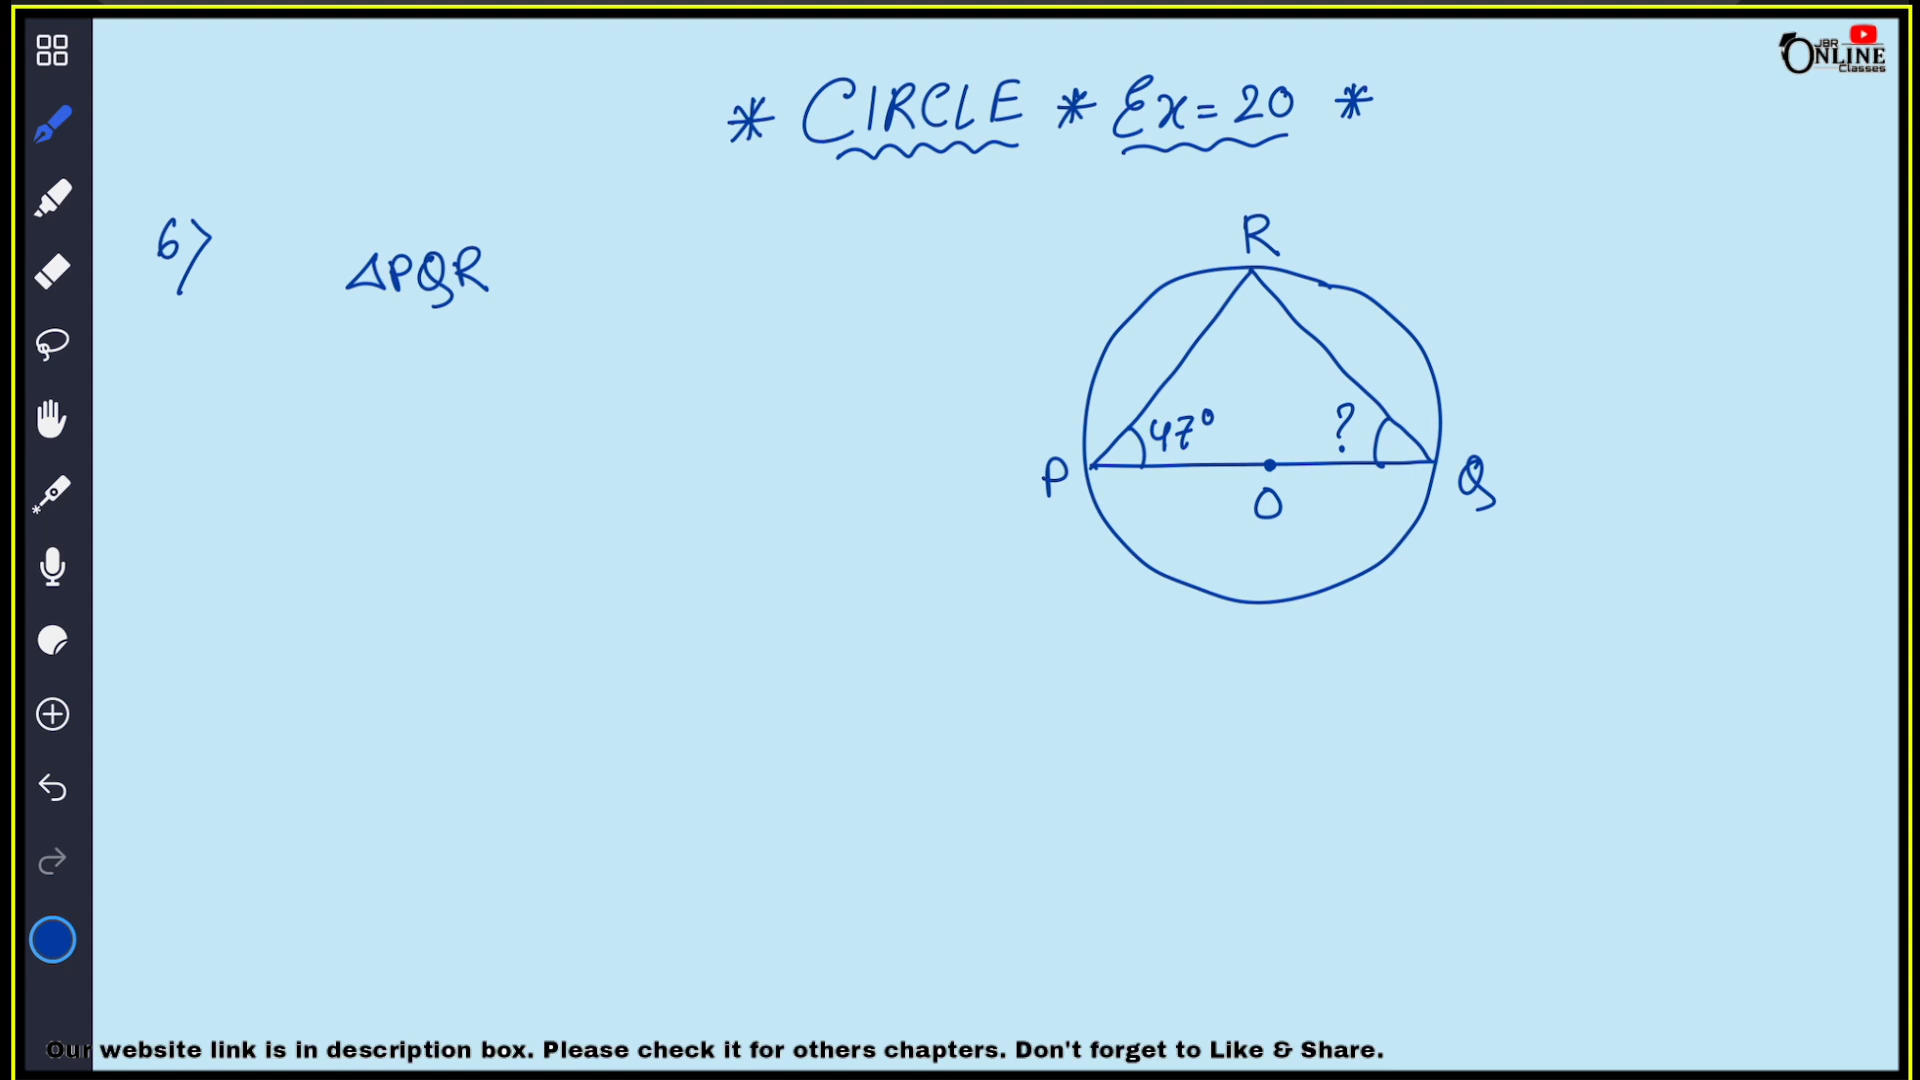 JBR
ONLINE
Classes
* CIRCLE * Ex = 20 *
6>
△PQR
R
47°
?
P
O
Q
Our website link is in description box. Please check it for others chapters. Don't forget to Like & Share.